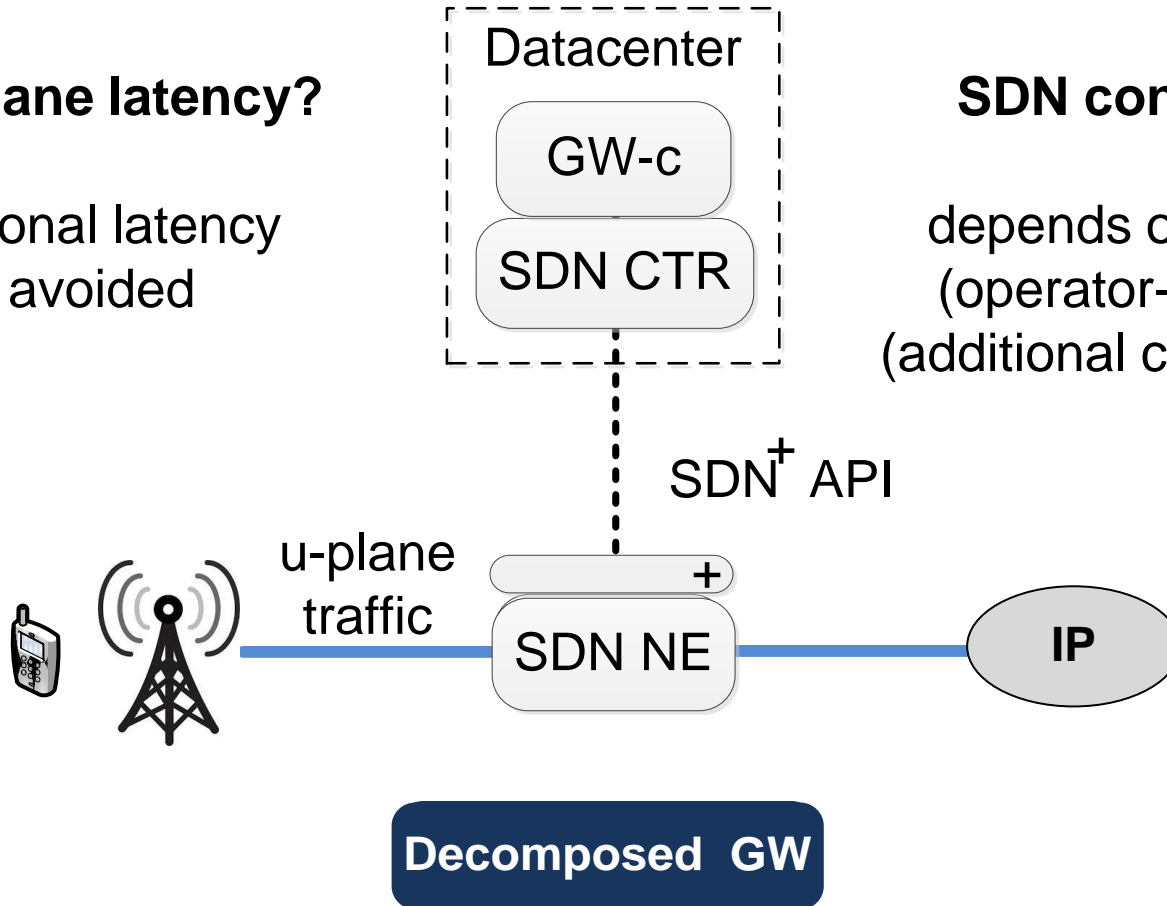 Datacenter
ane latency?
SDN con
GW-c
onal latency
avoided
SDN CTR
depends o
(operator-
(additional c
SDN+ API
u-plane
traffic
+
SDN NE
IP
Decomposed GW